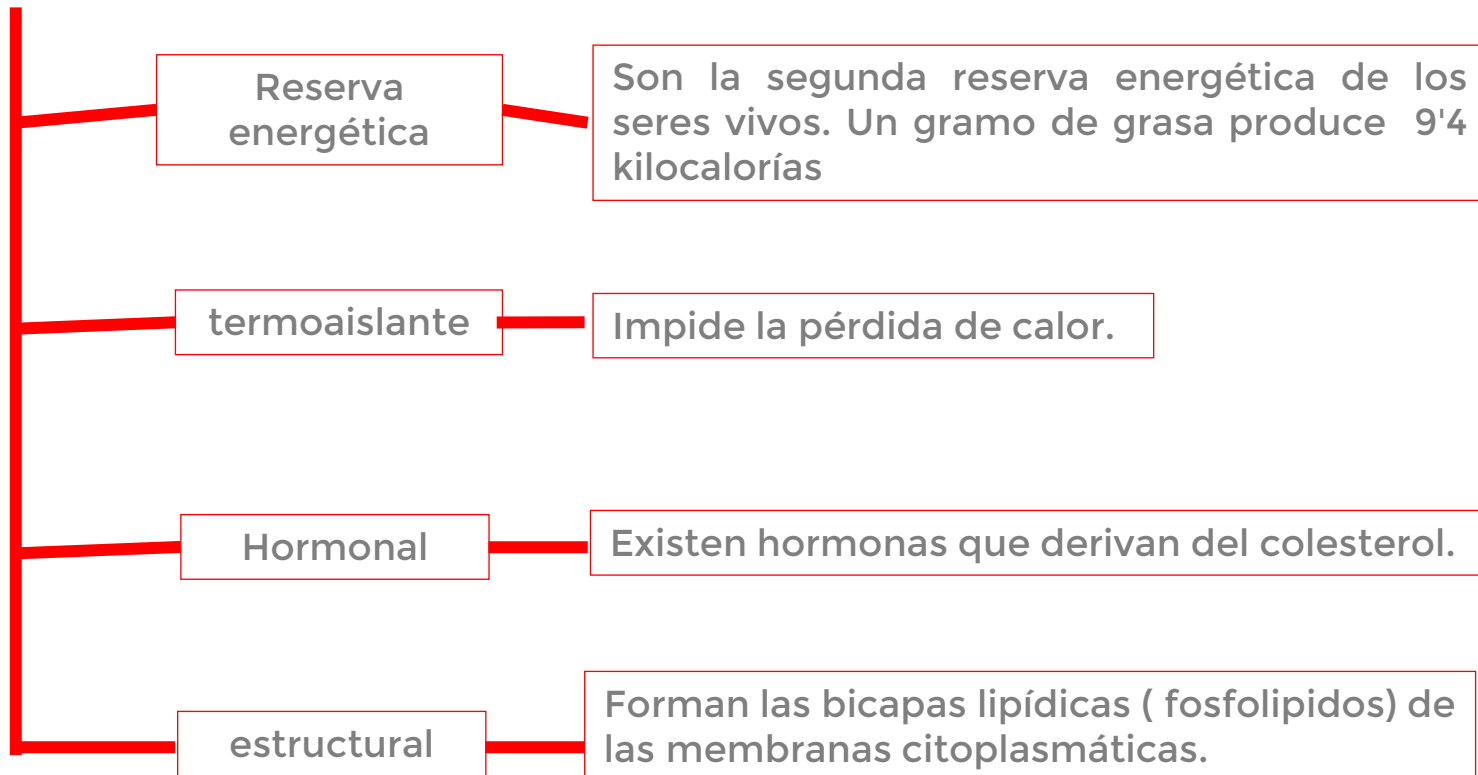 Reserva
energética
Son la segunda reserva energética de los
seres vivos. Un gramo de grasa produce 9'4
kilocalorías
termoaislante
Impide la pérdida de calor.
Hormonal
Existen hormonas que derivan del colesterol.
estructural
Forman las bicapas lipídicas ( fosfolipidos) de
las membranas citoplasmáticas.